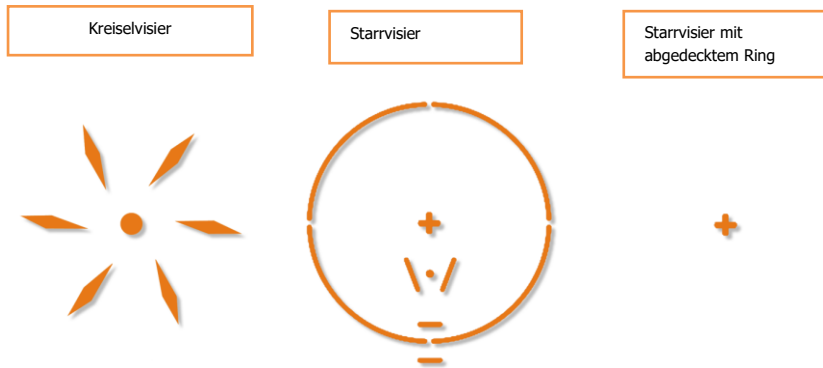 Kreiselvisier
Starrvisier
Starrvisier mit
abgedecktem Ring